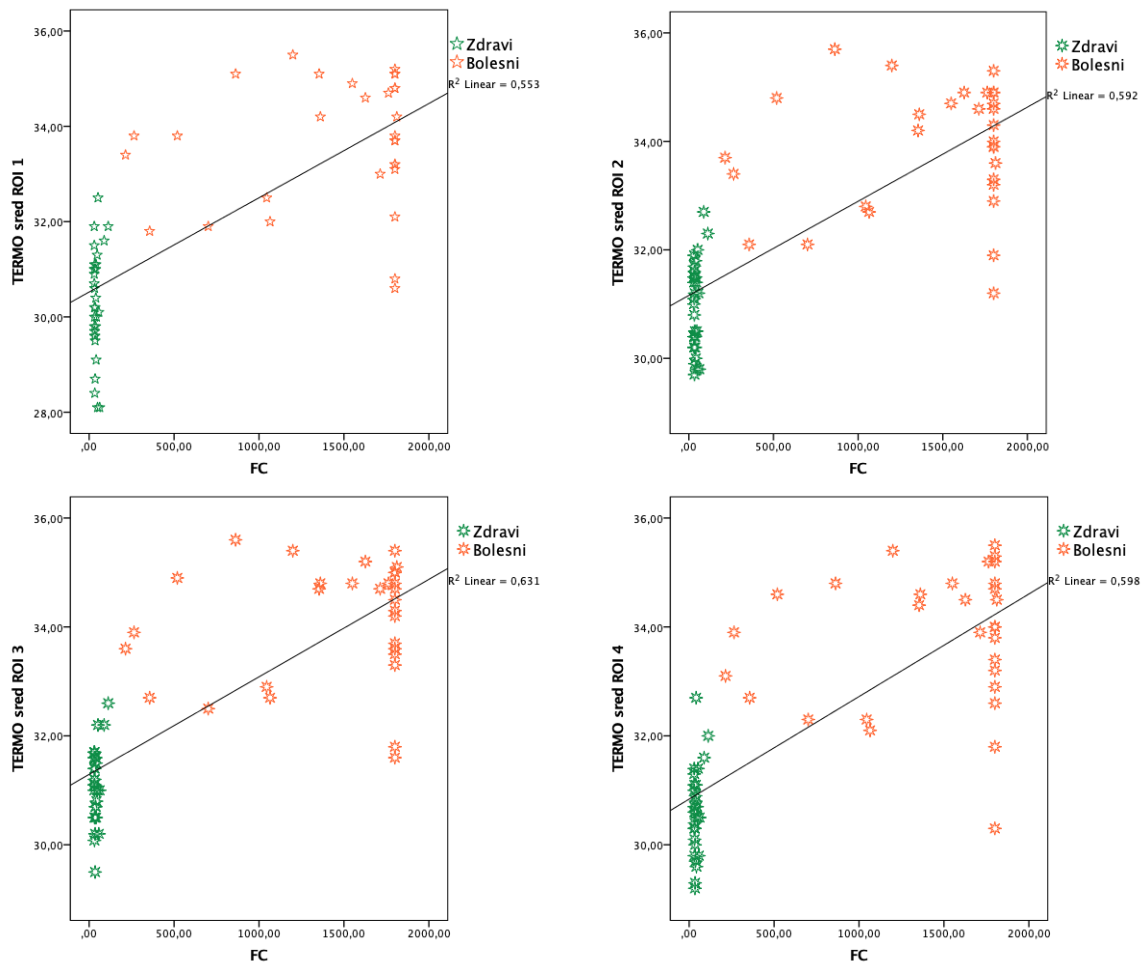 36,00
34,00
32,00
30,00
28,00
TERMO sred ROI 1
,00
500,00
1000,00
1500,00
2000,00
FC
Zdravi
Bolesni
R² Linear = 0,553
36,00
34,00
32,00
30,00
TERMO sred ROI 2
,00
500,00
1000,00
1500,00
2000,00
FC
Zdravi
Bolesni
R² Linear = 0,592
36,00
34,00
32,00
30,00
TERMO sred ROI 3
,00
500,00
1000,00
1500,00
2000,00
FC
Zdravi
Bolesni
R² Linear = 0,631
36,00
34,00
32,00
30,00
TERMO sred ROI 4
,00
500,00
1000,00
1500,00
2000,00
FC
Zdravi
Bolesni
R² Linear = 0,598